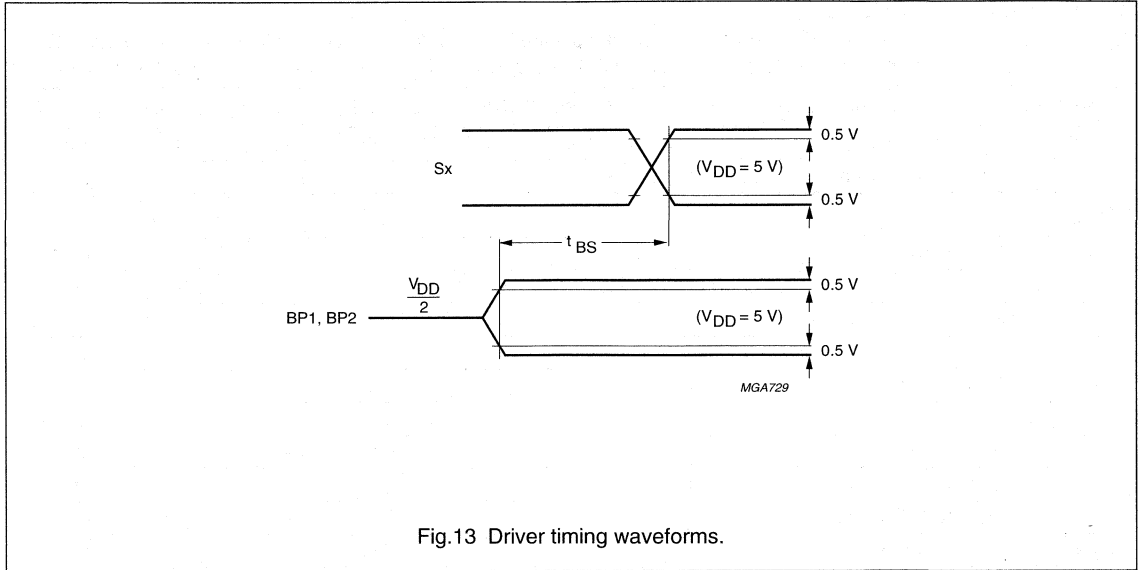 0.5 V
Sx
(VDD = 5 V)
0.5 V
tBS
VDD
2
0.5 V
BP1, BP2
(VDD = 5 V)
0.5 V
MGA729
Fig.13 Driver timing waveforms.